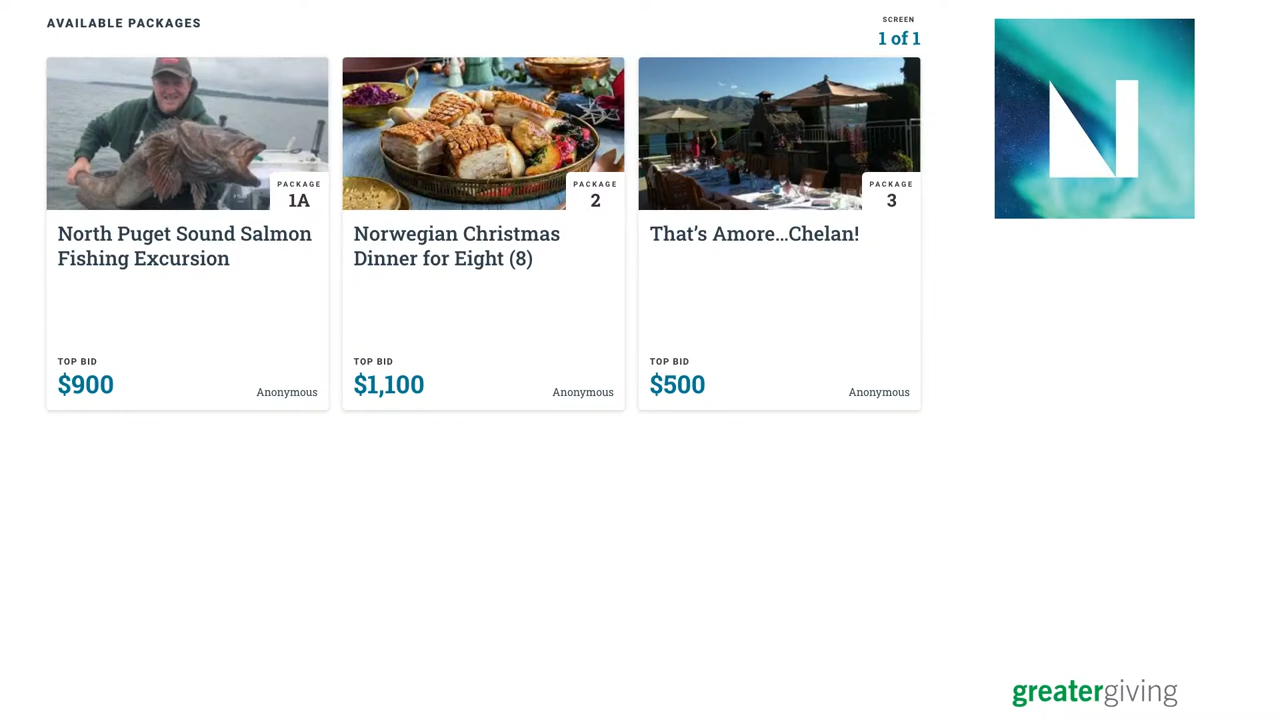 AVAILABLE PACKAGES
SCREEN
1 of 1
PACKAGE
1A
North Puget Sound Salmon
Fishing Excursion
TOP BID
$900
Anonymous
PACKAGE
2
Norwegian Christmas
Dinner for Eight (8)
TOP BID
$1,100
Anonymous
PACKAGE
3
That’s Amore...Chelan!
TOP BID
$500
Anonymous
N
greatergiving